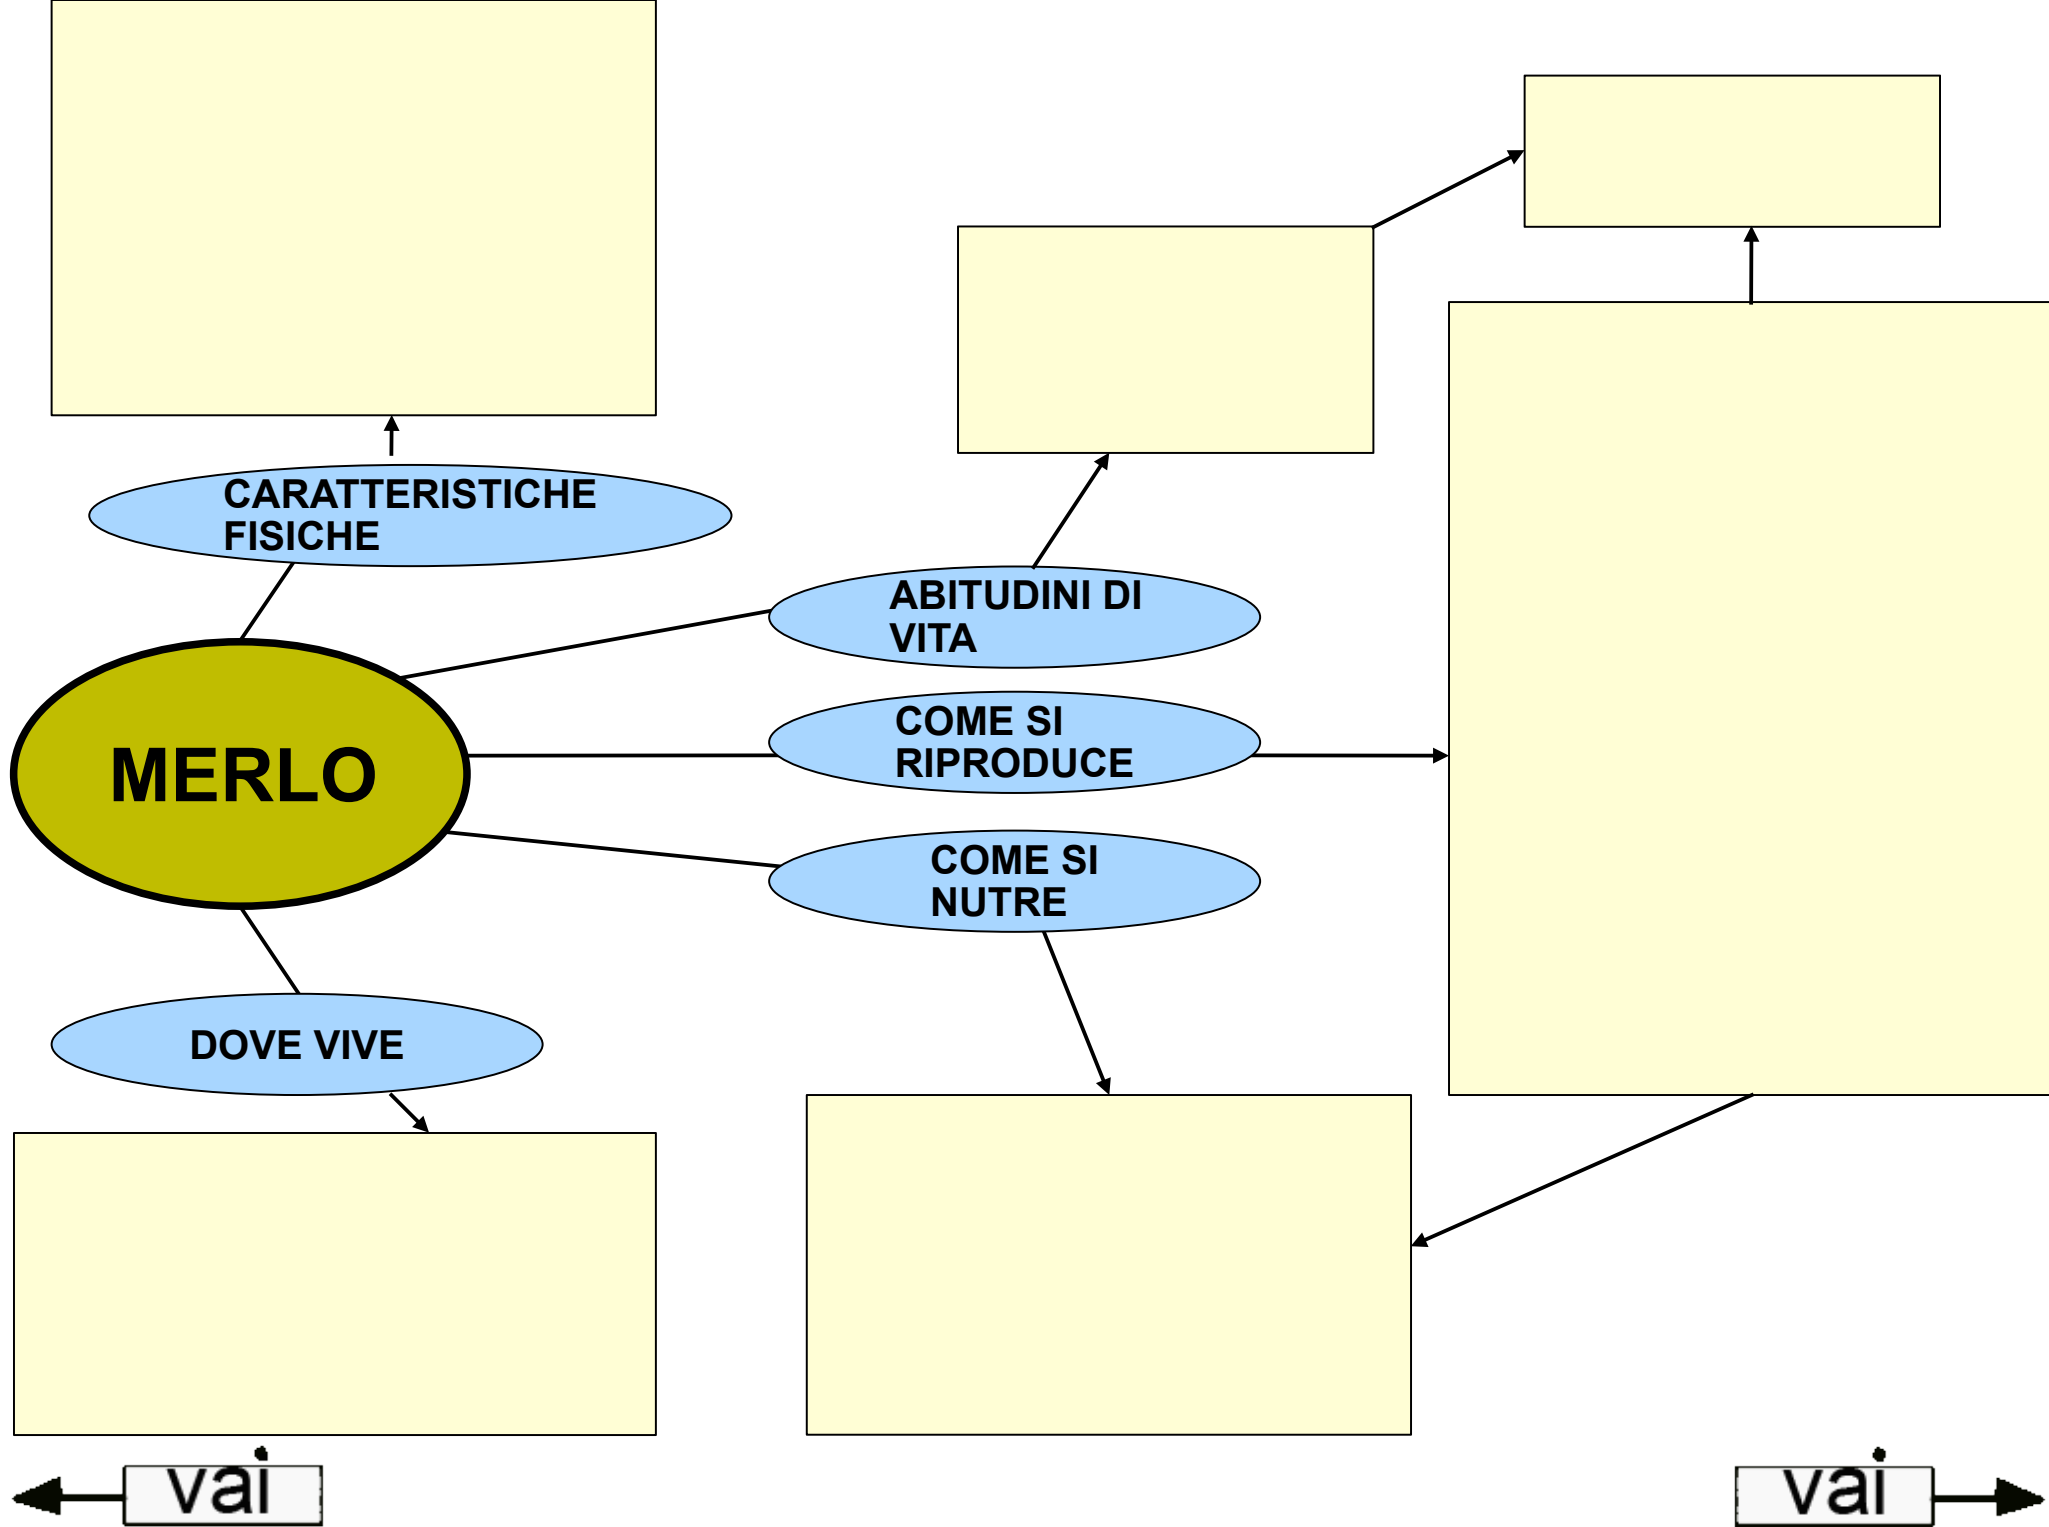 CARATTERISTICHE
FISICHE
ABITUDINI DI
VITA
COME SI
RIPRODUCE
MERLO
COME SI
NUTRE
DOVE VIVE
vai
vai